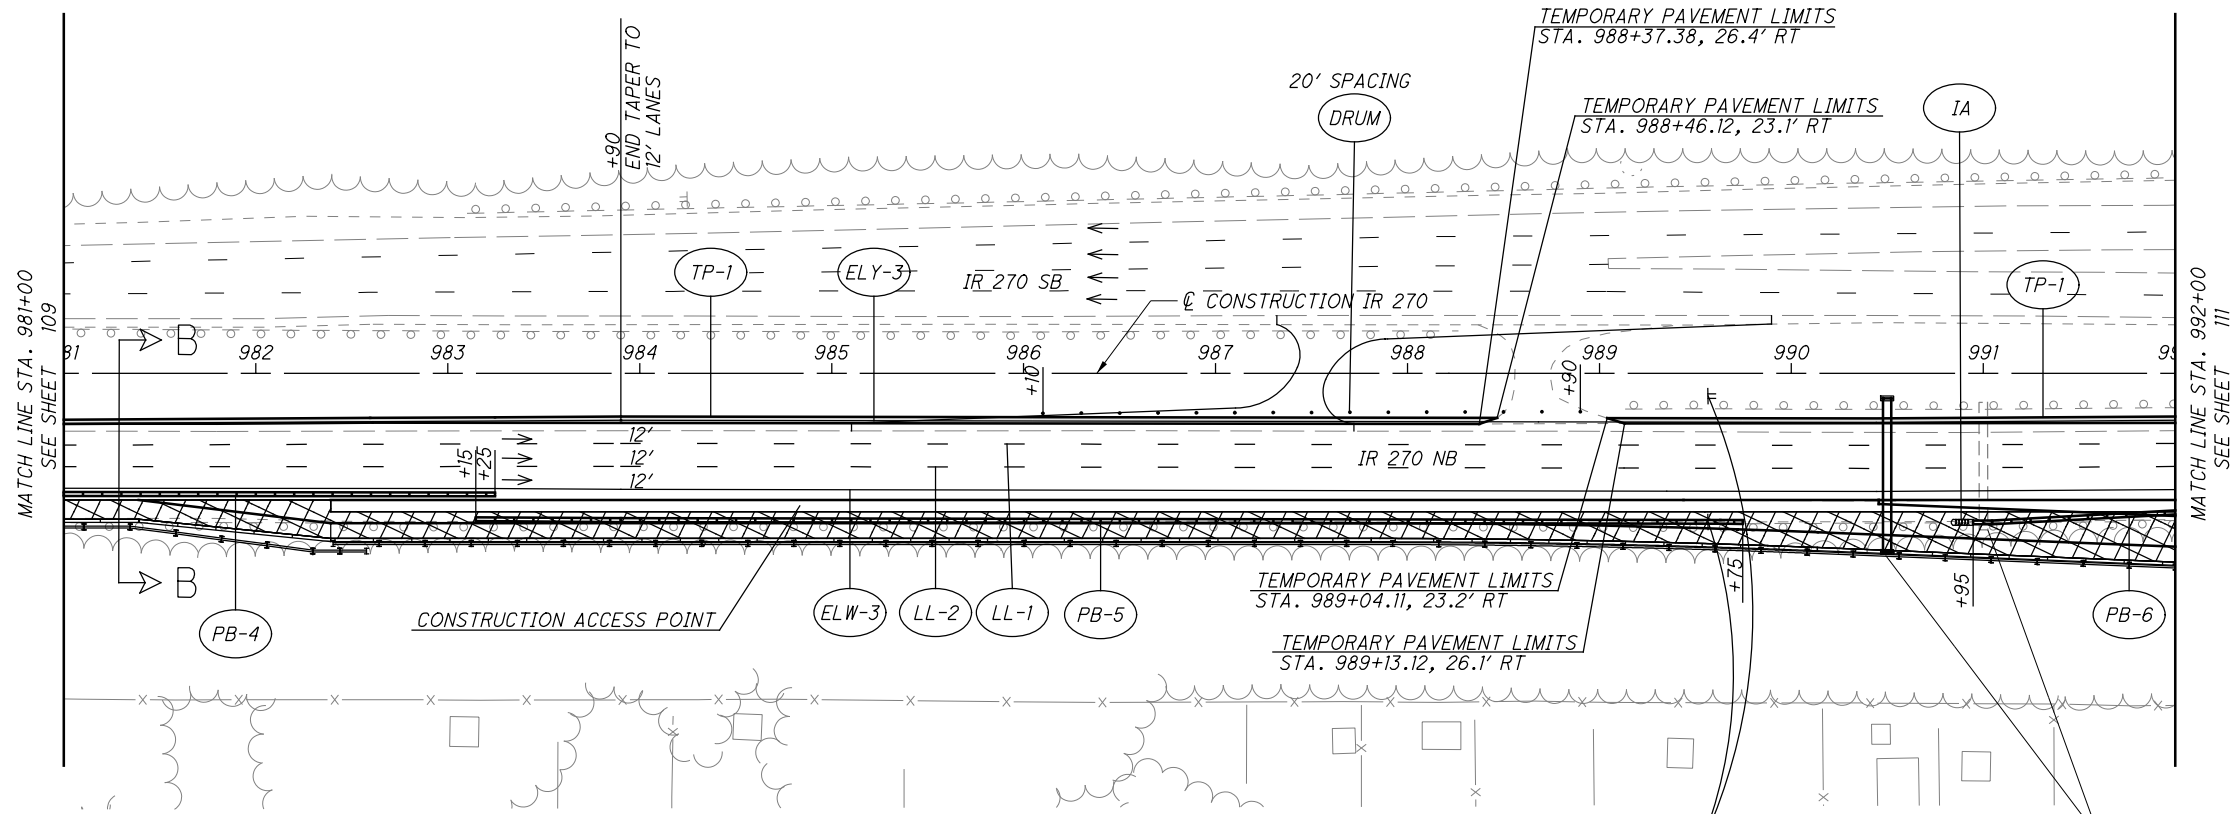 TEMPORARY PAVEMENT LIMITS
STA. 988+37.38, 26.4' RT
20' SPACING
DRUM
TEMPORARY PAVEMENT LIMITS
STA. 988+46.12, 23.1' RT
IA
+90
END TAPER TO
12' LANES
TP-1
ELY-3
IR 270 SB
℄ CONSTRUCTION IR 270
TP-1
MATCH LINE STA. 981+00
SEE SHEET 109
B
982
983
984
985
986
987
988
989
990
991
+10
+90
+15
+25
12'
12'
12'
IR 270 NB
MATCH LINE STA. 992+00
SEE SHEET 111
B
PB-4
CONSTRUCTION ACCESS POINT
ELW-3
LL-2
LL-1
PB-5
TEMPORARY PAVEMENT LIMITS
STA. 989+04.11, 23.2' RT
+75
+95
PB-6
TEMPORARY PAVEMENT LIMITS
STA. 989+13.12, 26.1' RT